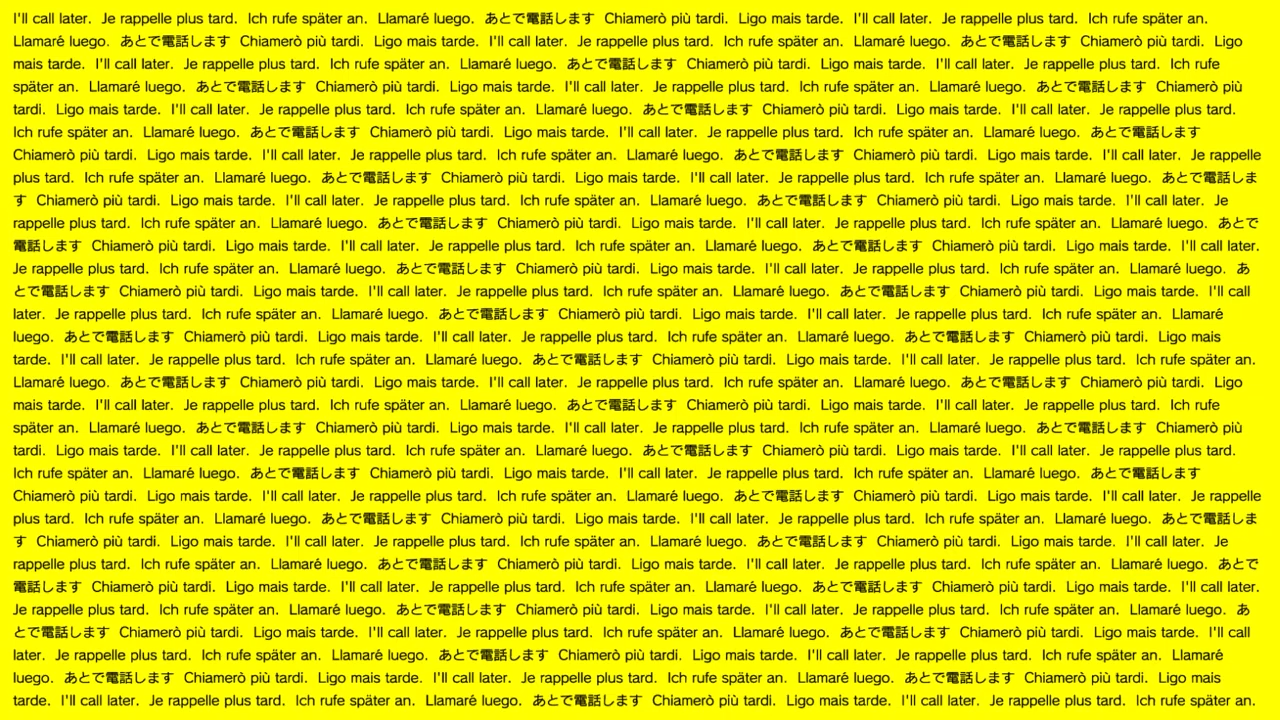 I'll call later.  Je rappelle plus tard.  Ich rufe später an.  Llamaré luego.  あとで電話します  Chiamerò più tardi.  Ligo mais tarde.  I'll call later.  Je rappelle plus tard.  Ich rufe später an.
Llamaré luego.  あとで電話します  Chiamerò più tardi.  Ligo mais tarde.  I'll call later.  Je rappelle plus tard.  Ich rufe später an.  Llamaré luego.  あとで電話します  Chiamerò più tardi.  Ligo
mais tarde.  I'll call later.  Je rappelle plus tard.  Ich rufe später an.  Llamaré luego.  あとで電話します  Chiamerò più tardi.  Ligo mais tarde.  I'll call later.  Je rappelle plus tard.  Ich rufe
später an.  Llamaré luego.  あとで電話します  Chiamerò più tardi.  Ligo mais tarde.  I'll call later.  Je rappelle plus tard.  Ich rufe später an.  Llamaré luego.  あとで電話します  Chiamerò più
tardi.  Ligo mais tarde.  I'll call later.  Je rappelle plus tard.  Ich rufe später an.  Llamaré luego.  あとで電話します  Chiamerò più tardi.  Ligo mais tarde.  I'll call later.  Je rappelle plus tard.
Ich rufe später an.  Llamaré luego.  あとで電話します  Chiamerò più tardi.  Ligo mais tarde.  I'll call later.  Je rappelle plus tard.  Ich rufe später an.  Llamaré luego.  あとで電話します
Chiamerò più tardi.  Ligo mais tarde.  I'll call later.  Je rappelle plus tard.  Ich rufe später an.  Llamaré luego.  あとで電話します  Chiamerò più tardi.  Ligo mais tarde.  I'll call later.  Je rappelle
plus tard.  Ich rufe später an.  Llamaré luego.  あとで電話します  Chiamerò più tardi.  Ligo mais tarde.  I'll call later.  Je rappelle plus tard.  Ich rufe später an.  Llamaré luego.  あとで電話しま
す  Chiamerò più tardi.  Ligo mais tarde.  I'll call later.  Je rappelle plus tard.  Ich rufe später an.  Llamaré luego.  あとで電話します  Chiamerò più tardi.  Ligo mais tarde.  I'll call later.  Je
rappelle plus tard.  Ich rufe später an.  Llamaré luego.  あとで電話します  Chiamerò più tardi.  Ligo mais tarde.  I'll call later.  Je rappelle plus tard.  Ich rufe später an.  Llamaré luego.  あとで
電話します  Chiamerò più tardi.  Ligo mais tarde.  I'll call later.  Je rappelle plus tard.  Ich rufe später an.  Llamaré luego.  あとで電話します  Chiamerò più tardi.  Ligo mais tarde.  I'll call later.
Je rappelle plus tard.  Ich rufe später an.  Llamaré luego.  あとで電話します  Chiamerò più tardi.  Ligo mais tarde.  I'll call later.  Je rappelle plus tard.  Ich rufe später an.  Llamaré luego.  あ
とで電話します  Chiamerò più tardi.  Ligo mais tarde.  I'll call later.  Je rappelle plus tard.  Ich rufe später an.  Llamaré luego.  あとで電話します  Chiamerò più tardi.  Ligo mais tarde.  I'll call
later.  Je rappelle plus tard.  Ich rufe später an.  Llamaré luego.  あとで電話します  Chiamerò più tardi.  Ligo mais tarde.  I'll call later.  Je rappelle plus tard.  Ich rufe später an.  Llamaré
luego.  あとで電話します  Chiamerò più tardi.  Ligo mais tarde.  I'll call later.  Je rappelle plus tard.  Ich rufe später an.  Llamaré luego.  あとで電話します  Chiamerò più tardi.  Ligo mais
tarde.  I'll call later.  Je rappelle plus tard.  Ich rufe später an.  Llamaré luego.  あとで電話します  Chiamerò più tardi.  Ligo mais tarde.  I'll call later.  Je rappelle plus tard.  Ich rufe später an.
Llamaré luego.  あとで電話します  Chiamerò più tardi.  Ligo mais tarde.  I'll call later.  Je rappelle plus tard.  Ich rufe später an.  Llamaré luego.  あとで電話します  Chiamerò più tardi.  Ligo
mais tarde.  I'll call later.  Je rappelle plus tard.  Ich rufe später an.  Llamaré luego.  あとで電話します  Chiamerò più tardi.  Ligo mais tarde.  I'll call later.  Je rappelle plus tard.  Ich rufe
später an.  Llamaré luego.  あとで電話します  Chiamerò più tardi.  Ligo mais tarde.  I'll call later.  Je rappelle plus tard.  Ich rufe später an.  Llamaré luego.  あとで電話します  Chiamerò più
tardi.  Ligo mais tarde.  I'll call later.  Je rappelle plus tard.  Ich rufe später an.  Llamaré luego.  あとで電話します  Chiamerò più tardi.  Ligo mais tarde.  I'll call later.  Je rappelle plus tard.
Ich rufe später an.  Llamaré luego.  あとで電話します  Chiamerò più tardi.  Ligo mais tarde.  I'll call later.  Je rappelle plus tard.  Ich rufe später an.  Llamaré luego.  あとで電話します
Chiamerò più tardi.  Ligo mais tarde.  I'll call later.  Je rappelle plus tard.  Ich rufe später an.  Llamaré luego.  あとで電話します  Chiamerò più tardi.  Ligo mais tarde.  I'll call later.  Je rappelle
plus tard.  Ich rufe später an.  Llamaré luego.  あとで電話します  Chiamerò più tardi.  Ligo mais tarde.  I'll call later.  Je rappelle plus tard.  Ich rufe später an.  Llamaré luego.  あとで電話しま
す  Chiamerò più tardi.  Ligo mais tarde.  I'll call later.  Je rappelle plus tard.  Ich rufe später an.  Llamaré luego.  あとで電話します  Chiamerò più tardi.  Ligo mais tarde.  I'll call later.  Je
rappelle plus tard.  Ich rufe später an.  Llamaré luego.  あとで電話します  Chiamerò più tardi.  Ligo mais tarde.  I'll call later.  Je rappelle plus tard.  Ich rufe später an.  Llamaré luego.  あとで
電話します  Chiamerò più tardi.  Ligo mais tarde.  I'll call later.  Je rappelle plus tard.  Ich rufe später an.  Llamaré luego.  あとで電話します  Chiamerò più tardi.  Ligo mais tarde.  I'll call later.
Je rappelle plus tard.  Ich rufe später an.  Llamaré luego.  あとで電話します  Chiamerò più tardi.  Ligo mais tarde.  I'll call later.  Je rappelle plus tard.  Ich rufe später an.  Llamaré luego.  あ
とで電話します  Chiamerò più tardi.  Ligo mais tarde.  I'll call later.  Je rappelle plus tard.  Ich rufe später an.  Llamaré luego.  あとで電話します  Chiamerò più tardi.  Ligo mais tarde.  I'll call
later.  Je rappelle plus tard.  Ich rufe später an.  Llamaré luego.  あとで電話します  Chiamerò più tardi.  Ligo mais tarde.  I'll call later.  Je rappelle plus tard.  Ich rufe später an.  Llamaré
luego.  あとで電話します  Chiamerò più tardi.  Ligo mais tarde.  I'll call later.  Je rappelle plus tard.  Ich rufe später an.  Llamaré luego.  あとで電話します  Chiamerò più tardi.  Ligo mais
tarde.  I'll call later.  Je rappelle plus tard.  Ich rufe später an.  Llamaré luego.  あとで電話します  Chiamerò più tardi.  Ligo mais tarde.  I'll call later.  Je rappelle plus tard.  Ich rufe später an.